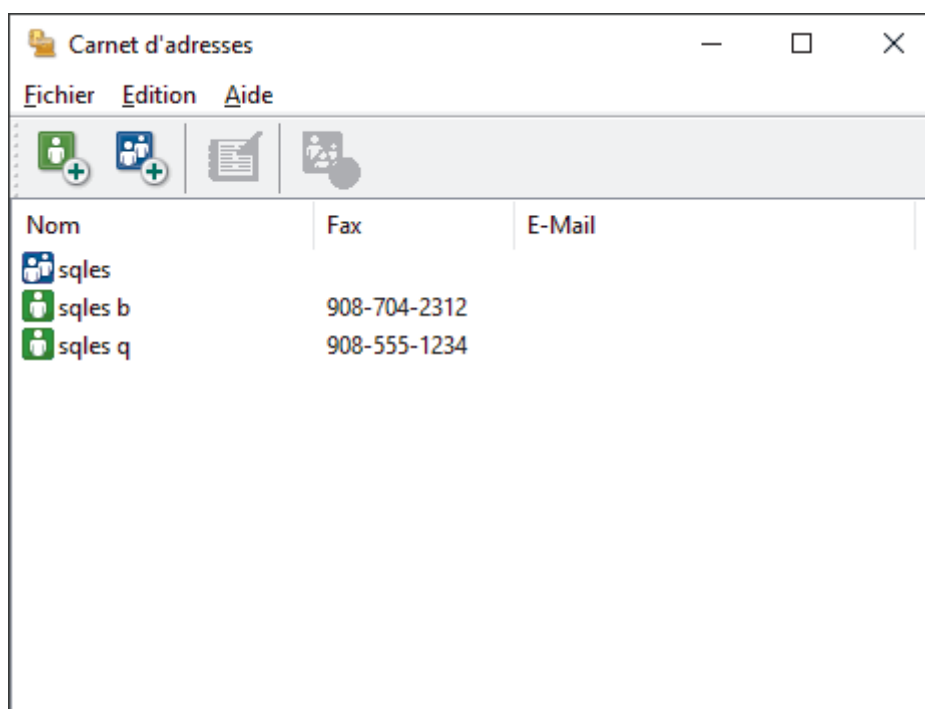 Carnet d'adresses
Fichier Edition Aide
Nom Fax E-Mail
sqles
sqles b 908-704-2312
sqles q 908-555-1234